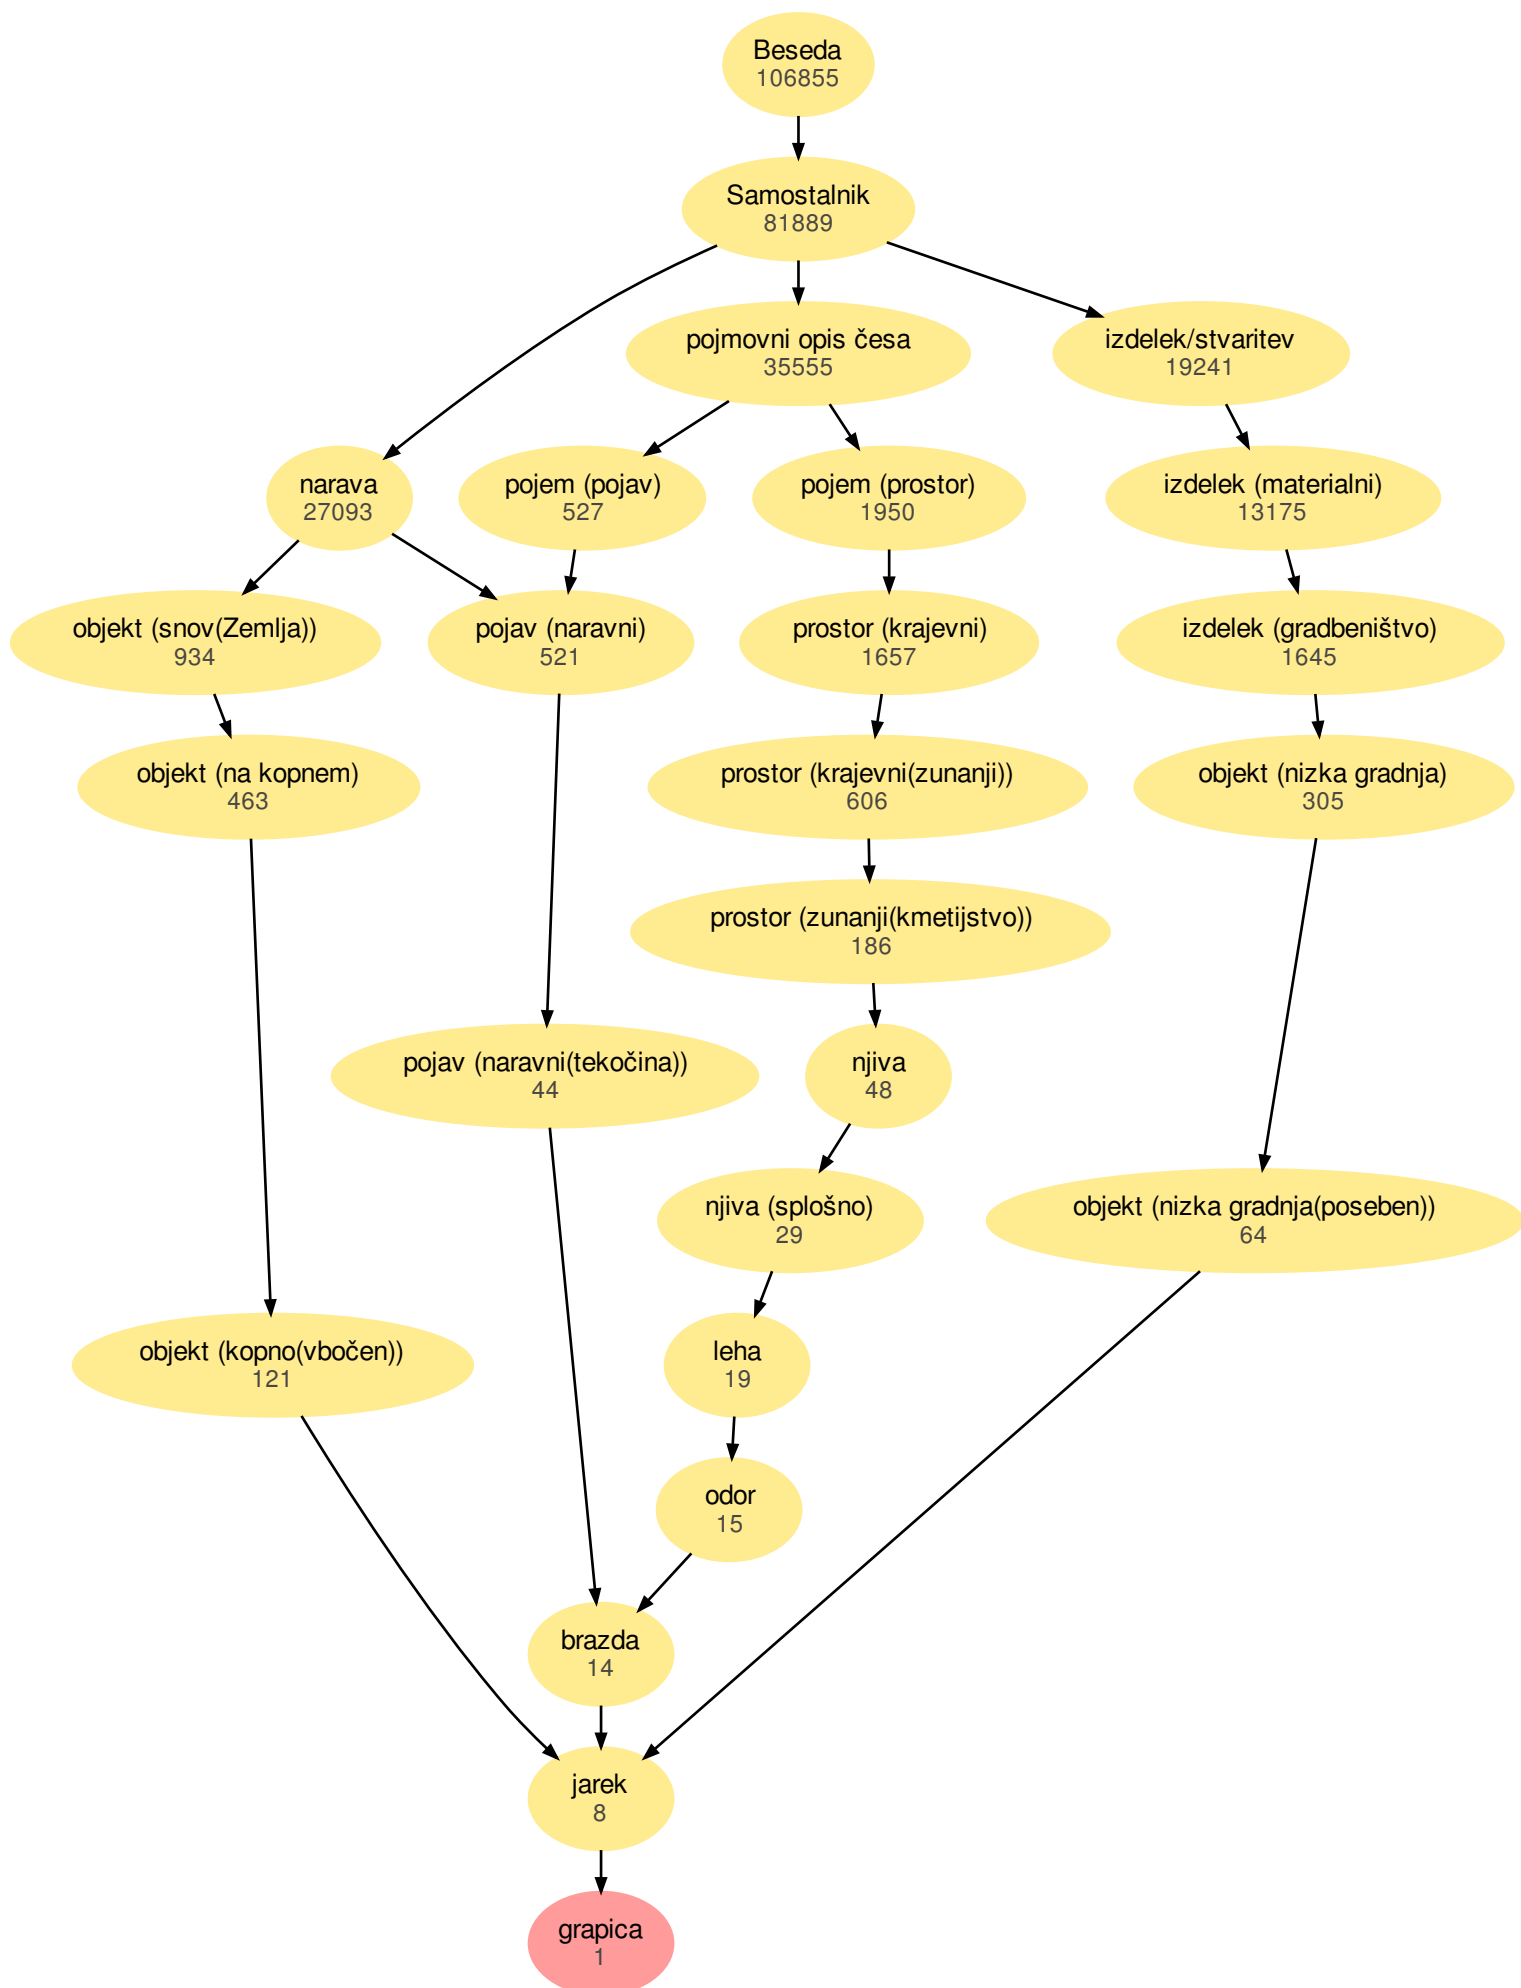 Beseda
106855
Samostalnik
81889
pojmovni opis česa
35555
izdelek/stvaritev
19241
narava
27093
pojem (pojav)
527
pojem (prostor)
1950
izdelek (materialni)
13175
objekt (snov(Zemlja))
934
pojav (naravni)
521
prostor (krajevni)
1657
izdelek (gradbeništvo)
1645
objekt (na kopnem)
463
prostor (krajevni(zunanji))
606
objekt (nizka gradnja)
305
prostor (zunanji(kmetijstvo))
186
pojav (naravni(tekočina))
44
njiva
48
njiva (splošno)
29
objekt (nizka gradnja(poseben))
64
objekt (kopno(vbočen))
121
leha
19
odor
15
brazda
14
jarek
8
grapica
1